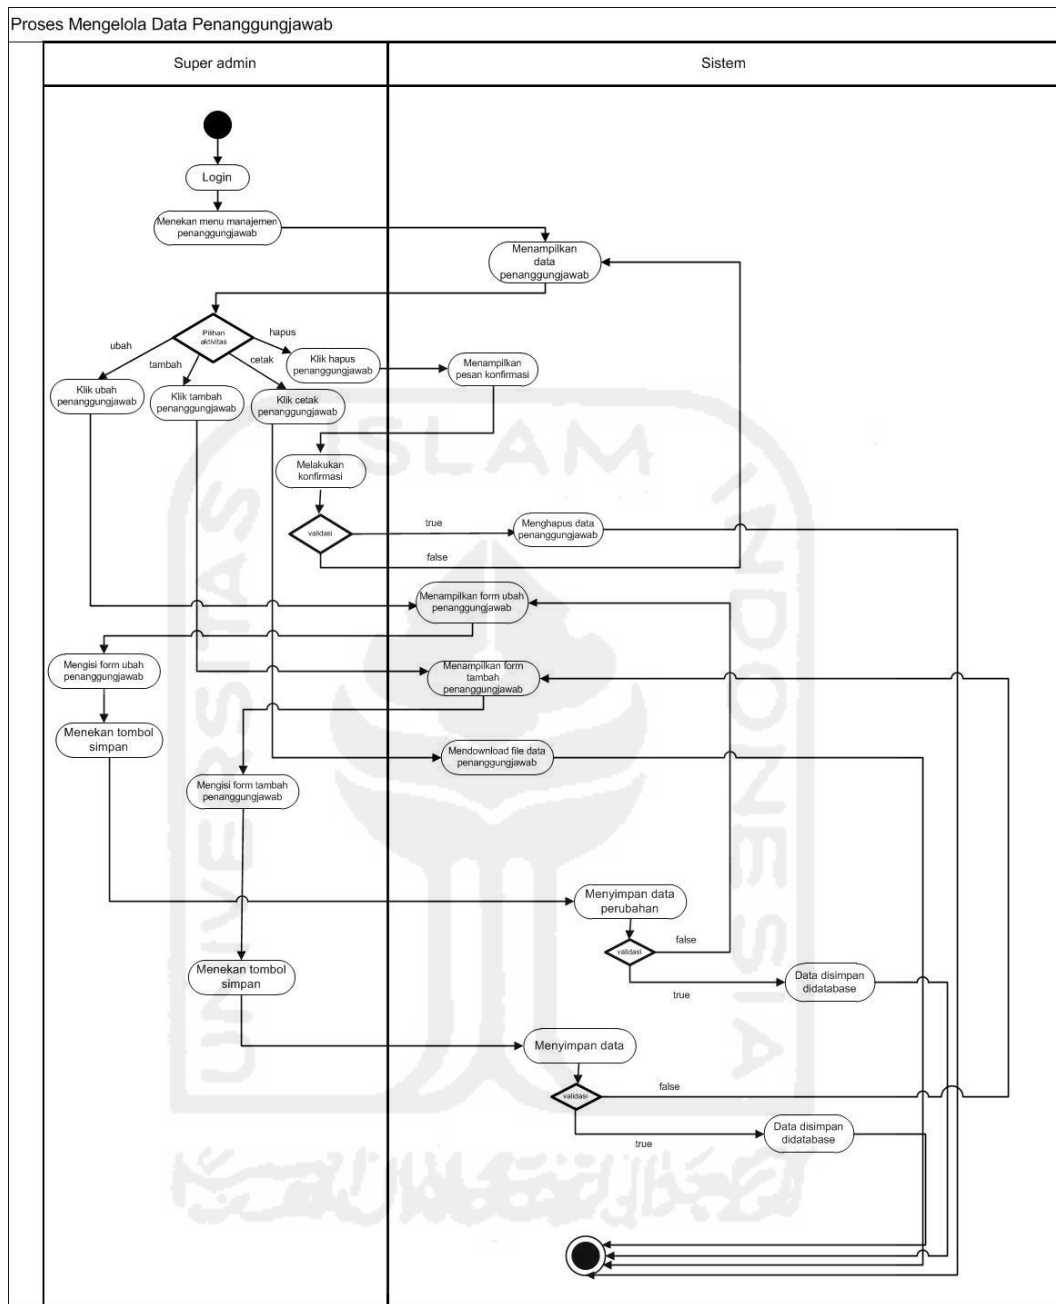 Proses Mengelola Data Penanggungjawab
Super admin
Sistem
Login
Menekan menu manajemen
penanggungjawab
Menampilkan
data
penanggungjawab
Pilihan
aktivitas
hapus
ubah
tambah
cetak
Klik hapus
penanggungjawab
Menampilkan
pesan konfirmasi
Klik ubah
penanggungjawab
Klik tambah
penanggungjawab
Klik cetak
penanggungjawab
Melakukan
konfirmasi
validasi
true
false
Menghapus data
penanggungjawab
Menampilkan form ubah
penanggungjawab
Mengisi form ubah
penanggungjawab
Menampilkan form
tambah
penanggungjawab
Menekan tombol
simpan
Mendownload file data
penanggungjawab
Mengisi form tambah
penanggungjawab
Menyimpan data
perubahan
validasi
false
true
Data disimpan
didatabase
Menekan tombol
simpan
Menyimpan data
validasi
false
true
Data disimpan
didatabase
UNIVERSITAS
ISLAM
INDONESIA